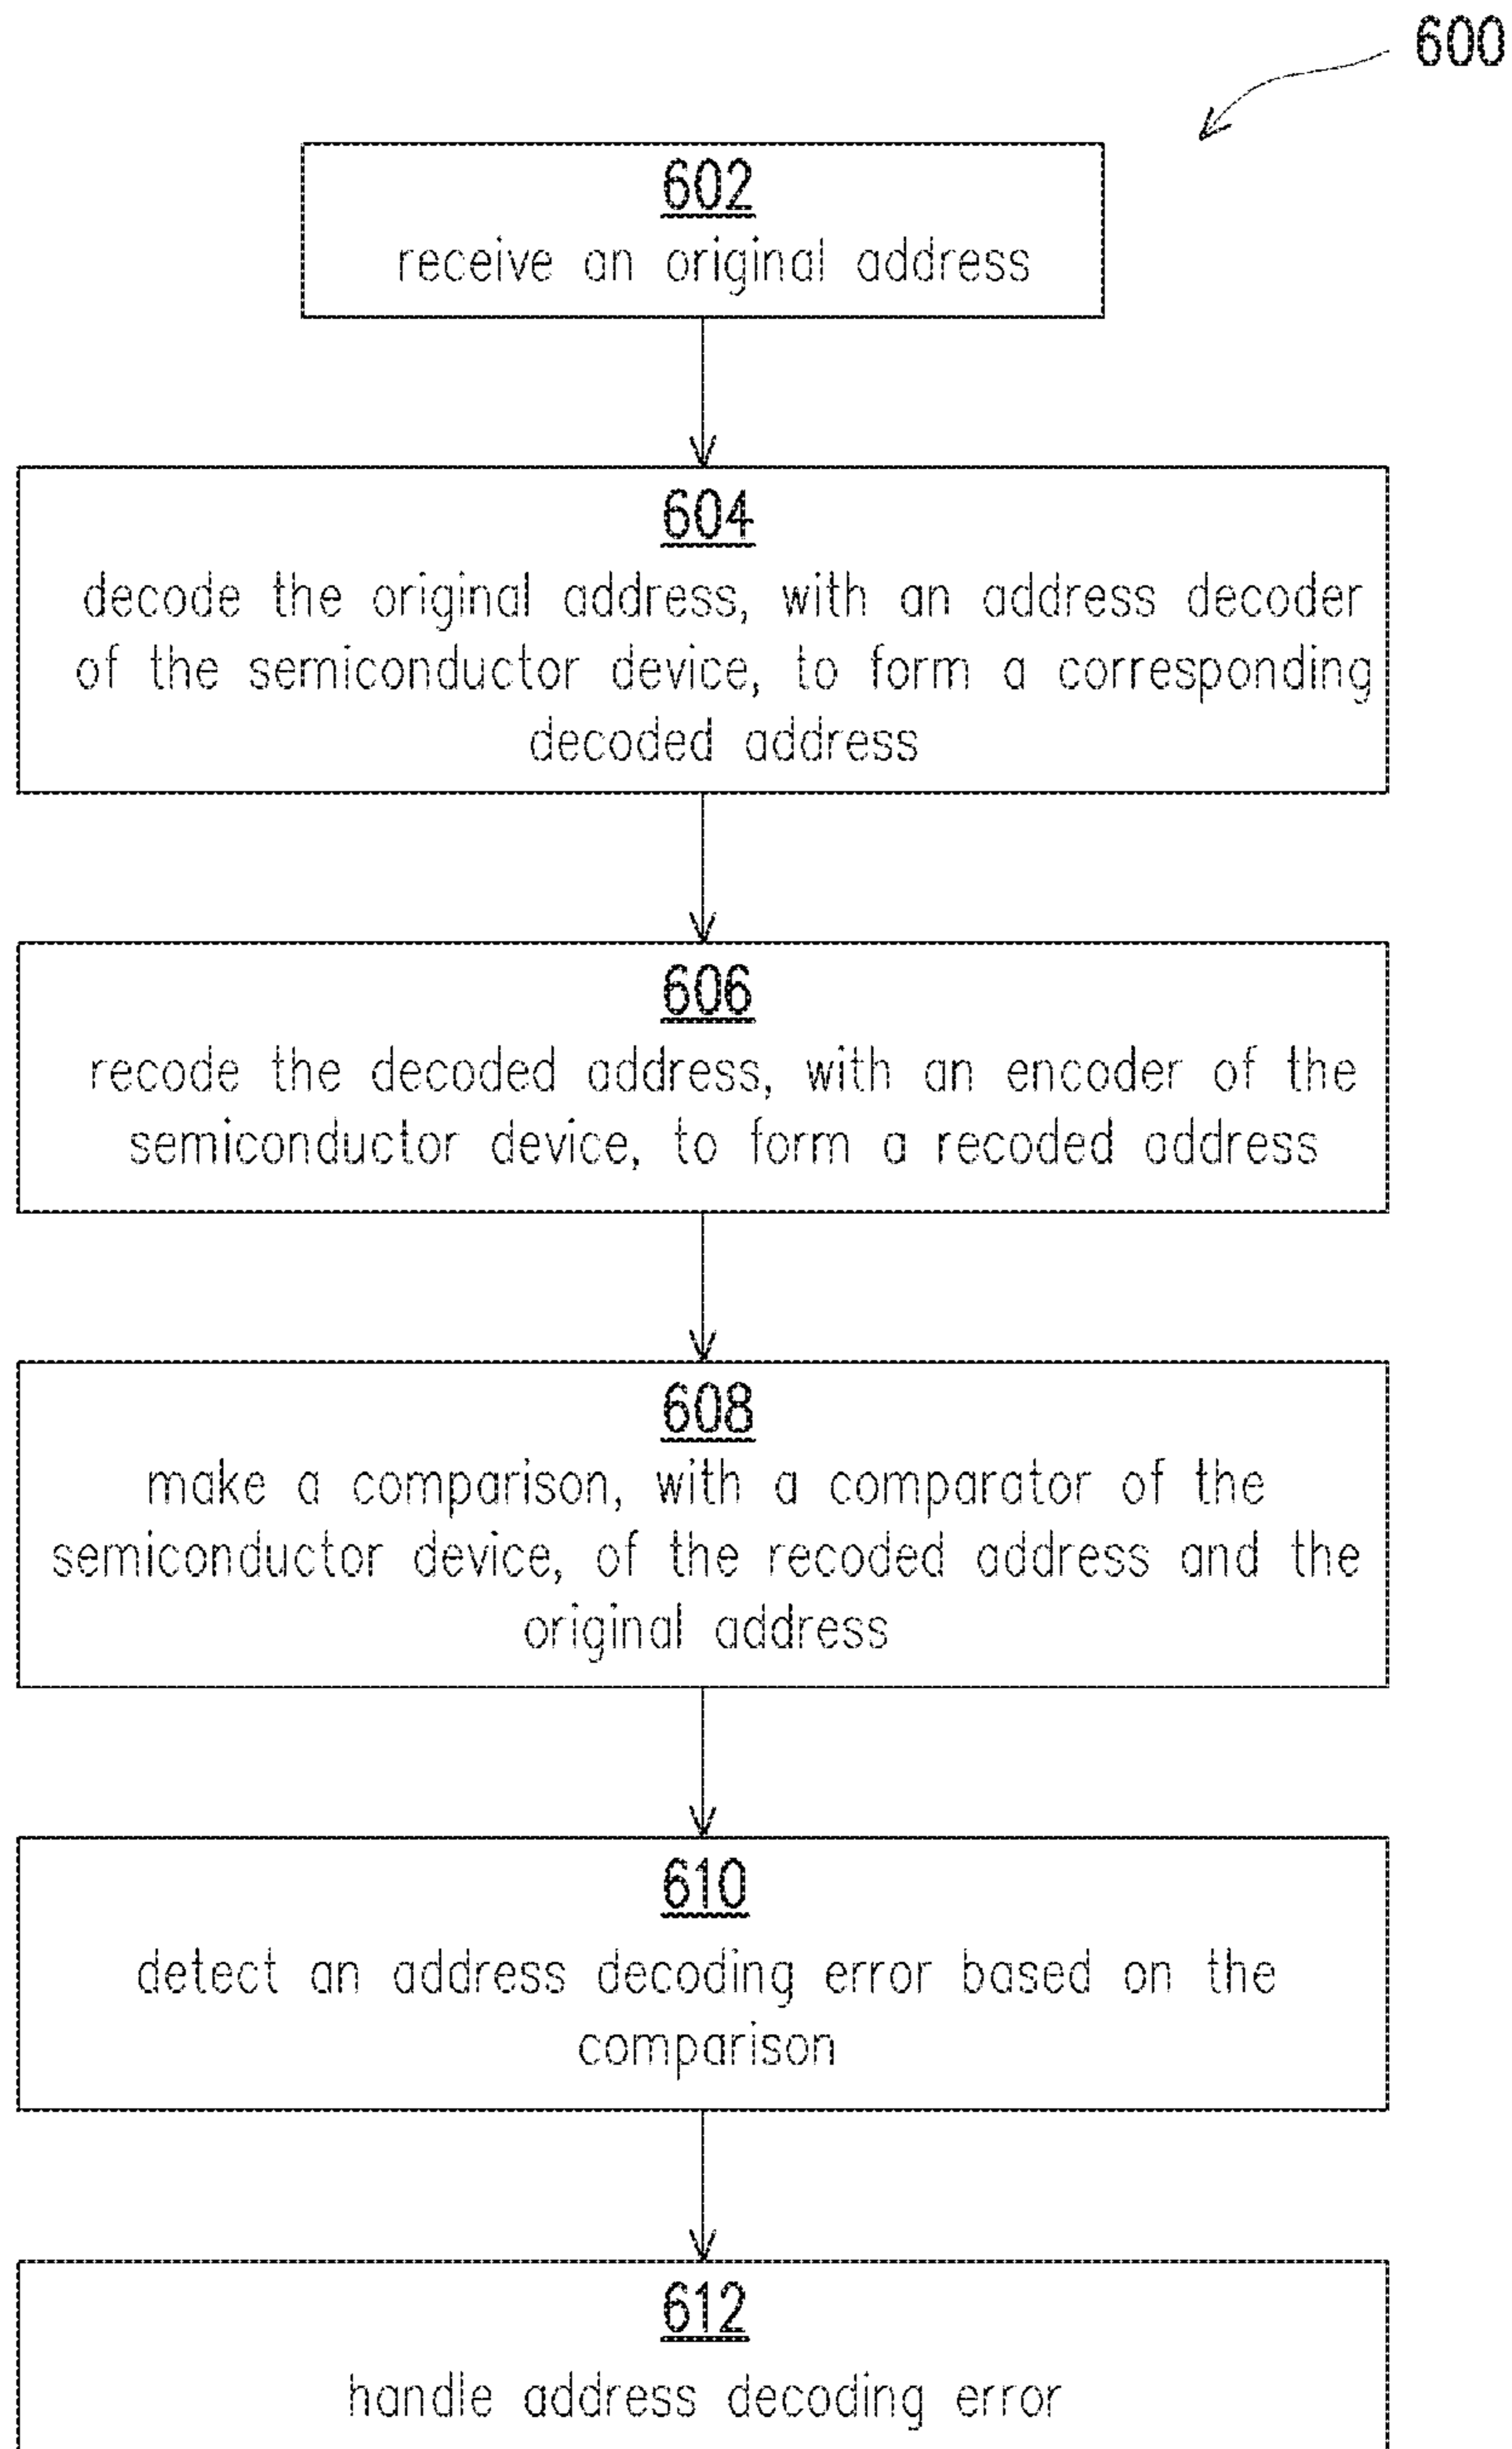 600
602
receive an original address
604
decode the original address, with an address decoder
of the semiconductor device, to form a corresponding
decoded address
606
recode the decoded address, with an encoder of the
semiconductor device, to form a recoded address
608
make a comparison, with a comparator of the
semiconductor device, of the recoded address and the
original address
610
detect an address decoding error based on the
comparison
612
handle address decoding error